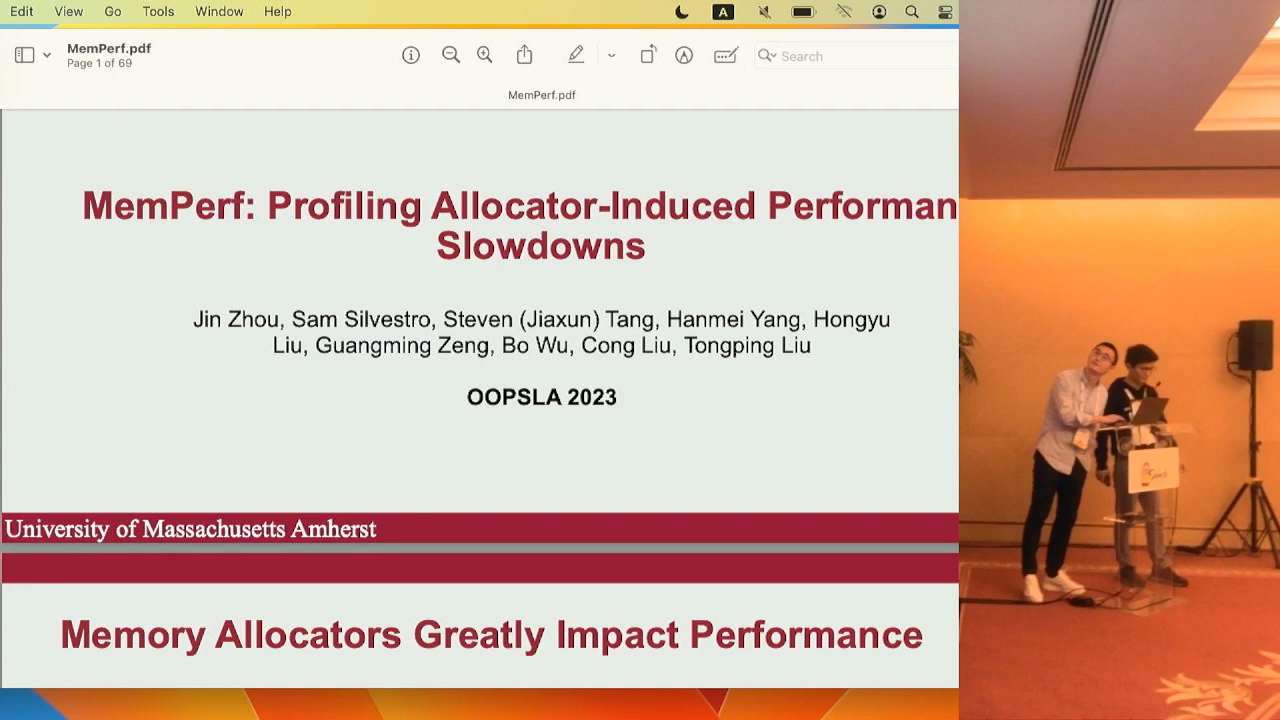 Edit View Go Tools Window Help
A
MemPerf.pdf
Page 1 of 69
Search
MemPerf.pdf
MemPerf: Profiling Allocator-Induced Performan
Slowdowns
Jin Zhou, Sam Silvestro, Steven (Jiaxun) Tang, Hanmei Yang, Hongyu
Liu, Guangming Zeng, Bo Wu, Cong Liu, Tongping Liu
OOPSLA 2023
University of Massachusetts Amherst
Memory Allocators Greatly Impact Performance